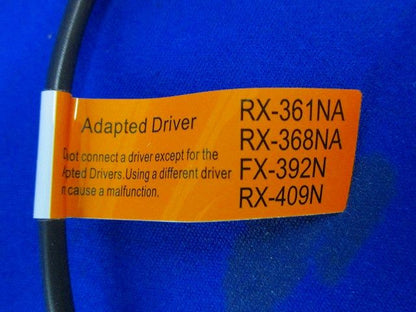 Adapted Driver
not connect a driver except for the
pted Drivers.Using a different driver
cause a malfunction.
RX-361NA
RX-368NA
FX-392N
RX-409N